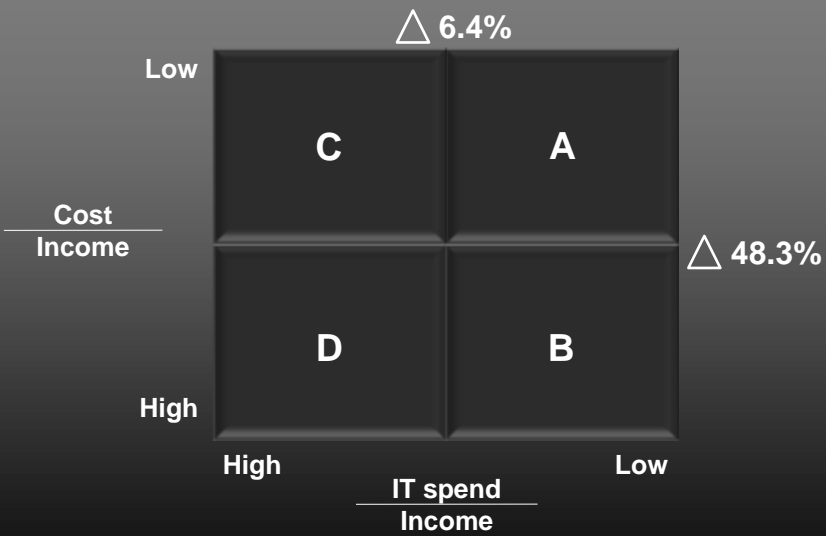 △ 6.4%
Low
C
A
Cost
Income
△ 48.3%
D
B
High
High
Low
IT spend
Income